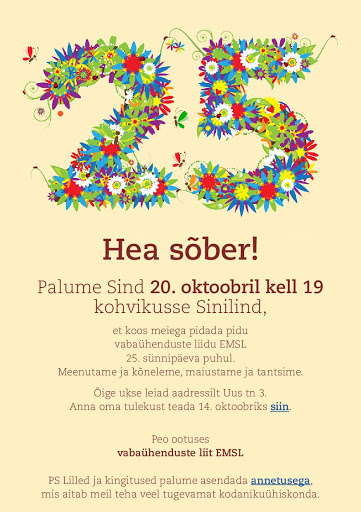 25
Hea sõber!
Palume Sind 20. oktoobril kell 19
kohvikusse Sinilind,
et koos meiega pidada pidu
vabaühenduste liidu EMSL
25. sünnipäeva puhul.
Meenutame ja kõneleme, maiustame ja tantsime.
Õige ukse leiad aadressilt Uus tn 3.
Anna oma tulekust teada 14. oktoobriks siin.
Peo ootuses
vabaühenduste liit EMSL
PS Lilled ja kingitused palume asendada annetusega,
mis aitab meil teha veel tugevamat kodanikuühiskonda.